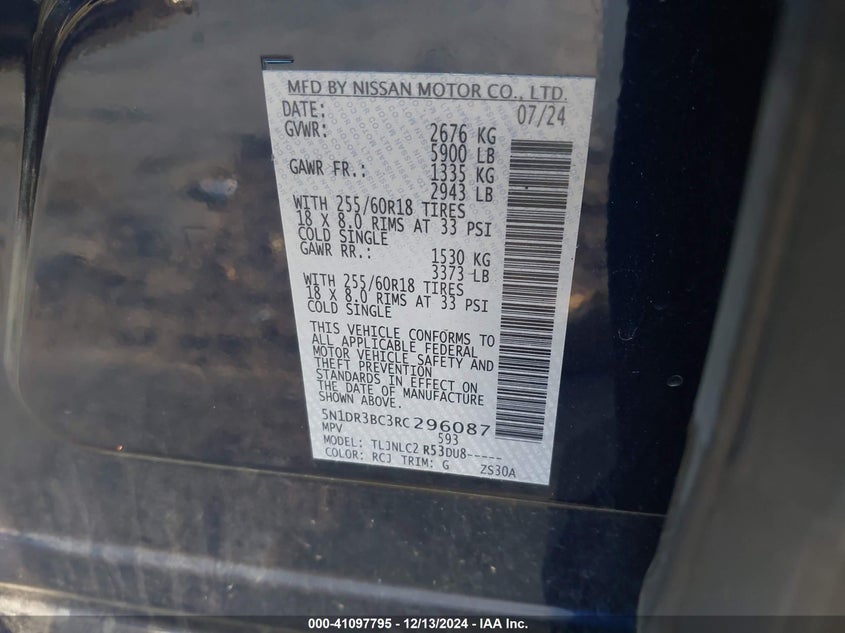 MFD BY NISSAN MOTOR CO., LTD.
DATE: 07/24
GVWR: 2676 KG
5900 LB
GAWR FR.: 1335 KG
2943 LB
WITH 255/60R18 TIRES
18 X 8.0 RIMS AT 33 PSI
COLD SINGLE
GAWR RR.: 1530 KG
3373 LB
WITH 255/60R18 TIRES
18 X 8.0 RIMS AT 33 PSI
COLD SINGLE
THIS VEHICLE CONFORMS TO
ALL APPLICABLE FEDERAL
MOTOR VEHICLE SAFETY AND
THEFT PREVENTION
STANDARDS IN EFFECT ON
THE DATE OF MANUFACTURE
SHOWN ABOVE.
5N1DR3BC3RC296087
MPV 593
MODEL: TLJNLC2 R53DU8-----
COLOR: RCJ TRIM: G ZS30A
000-41097795 - 12/13/2024 - IAA Inc.